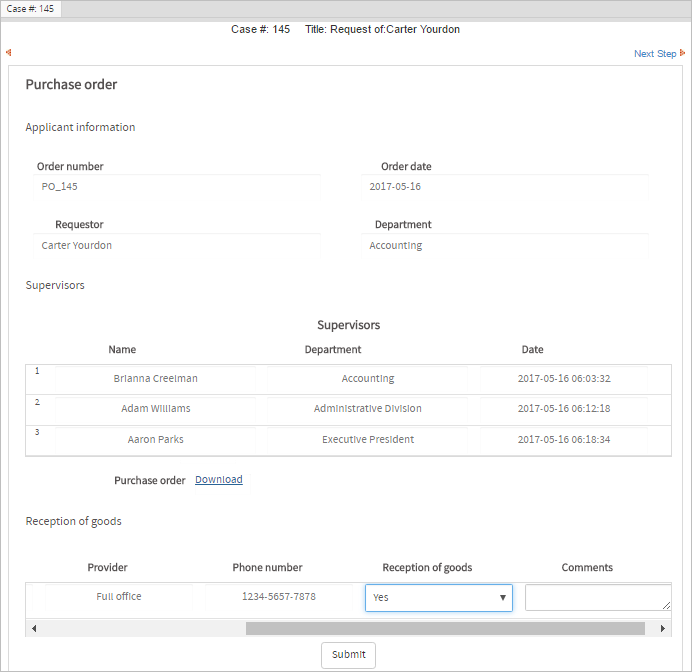 Case #: 145
Case #: 145 Title: Request of:Carter Yourdon
Next Step
Purchase order
Applicant information
Order number Order date
PO_145 2017-05-16
Requestor Department
Carter Yourdon Accounting
Supervisors
Supervisors
Name Department Date
1 Brianna Creelman Accounting 2017-05-16 06:03:32
2 Adam Williams Administrative Division 2017-05-16 06:12:18
3 Aaron Parks Executive President 2017-05-16 06:18:34
Purchase order Download
Reception of goods
Provider Phone number Reception of goods Comments
Full office 1234-5657-7878 Yes
Submit